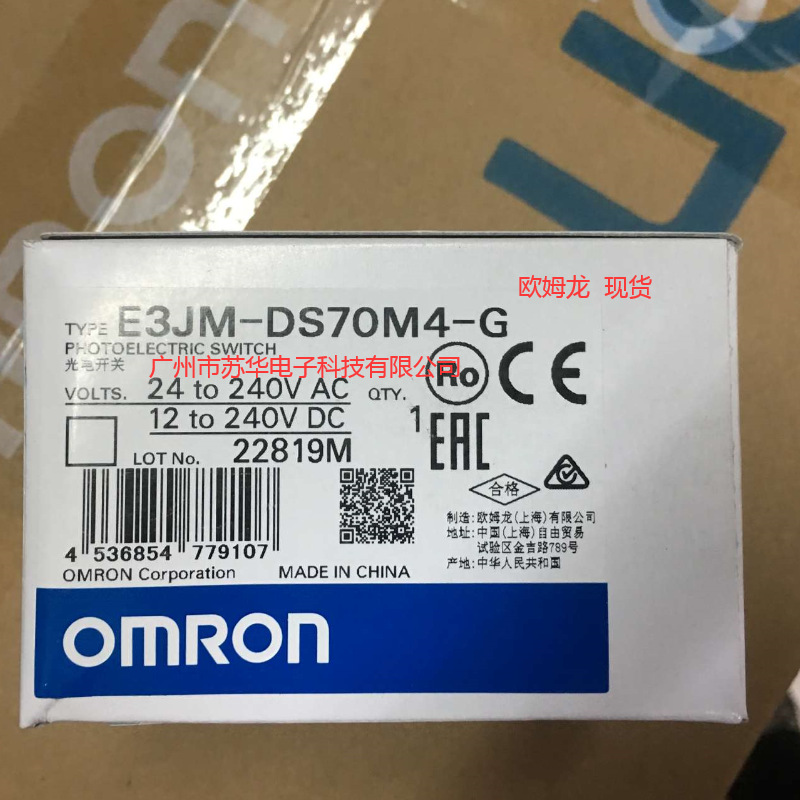 欧姆龙 现货
TYPE E3JM-DS70M4-G
PHOTOELECTRIC SWITCH
光电开关
广州市苏华电子科技有限公司
VOLTS. 24 to 240V AC QTY.
12 to 240V DC 1
LOT No. 22819M
Ro
CE
EAC
合格
4 536854 779107
制造: 欧姆龙(上海)有限公司
地址: 中国(上海)自由贸易
试验区金吉路789号
产地: 中华人民共和国
OMRON Corporation MADE IN CHINA
OMRON